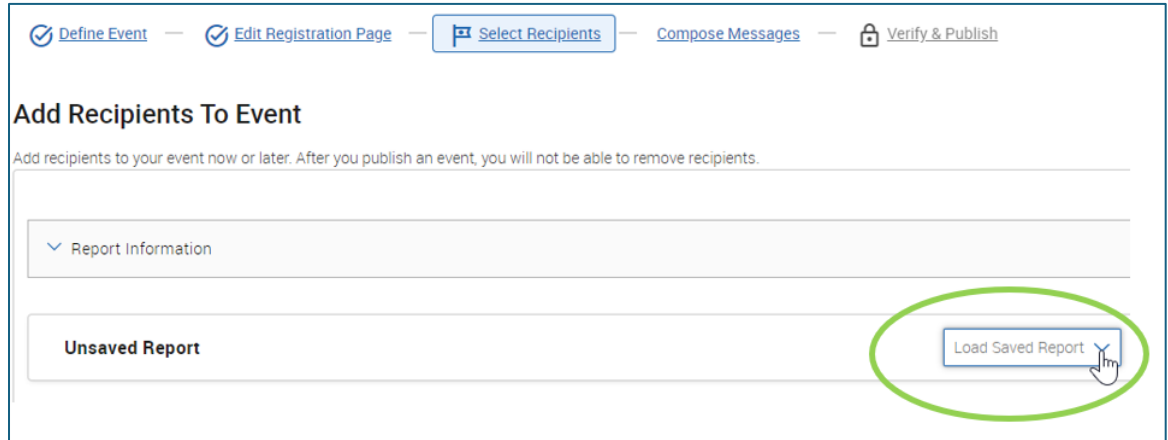 Define Event — Edit Registration Page — Select Recipients — Compose Messages — Verify & Publish
Add Recipients To Event
Add recipients to your event now or later. After you publish an event, you will not be able to remove recipients.
Report Information
Unsaved Report Load Saved Report